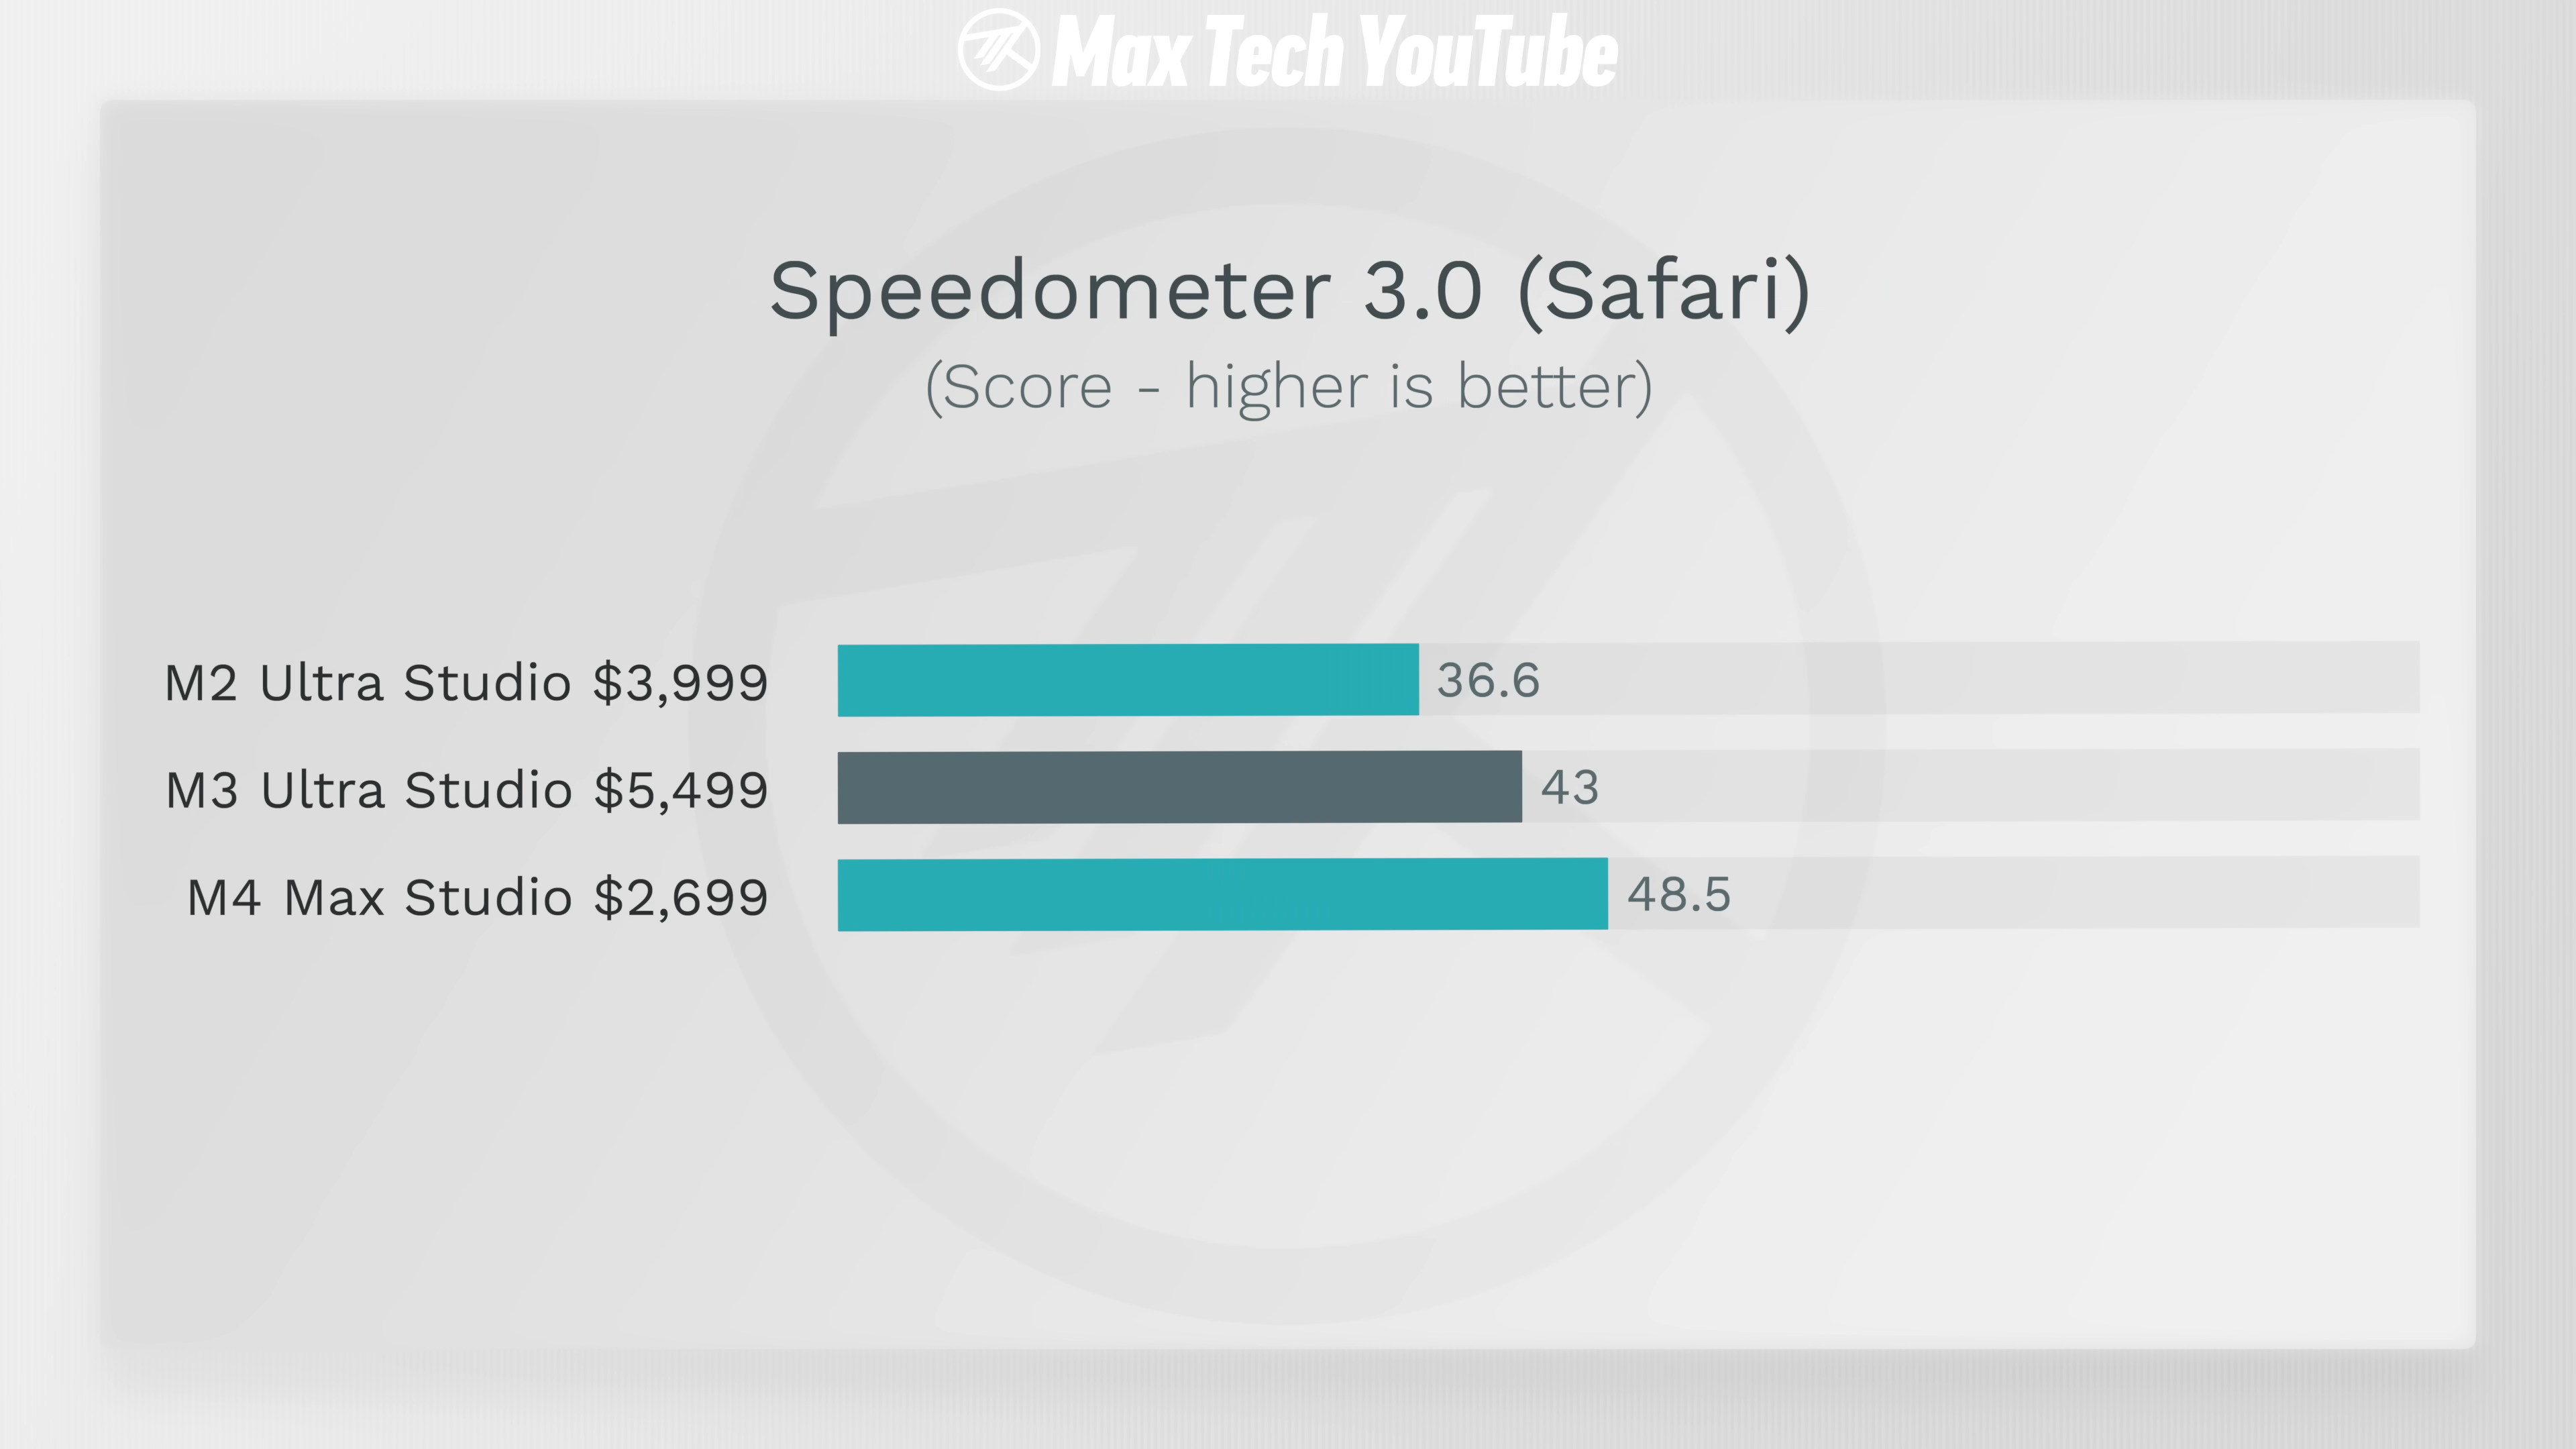 Max Tech YouTube
Speedometer 3.0 (Safari)
(Score - higher is better)
M2 Ultra Studio $3,999 36.6
M3 Ultra Studio $5,499 43
M4 Max Studio $2,699 48.5